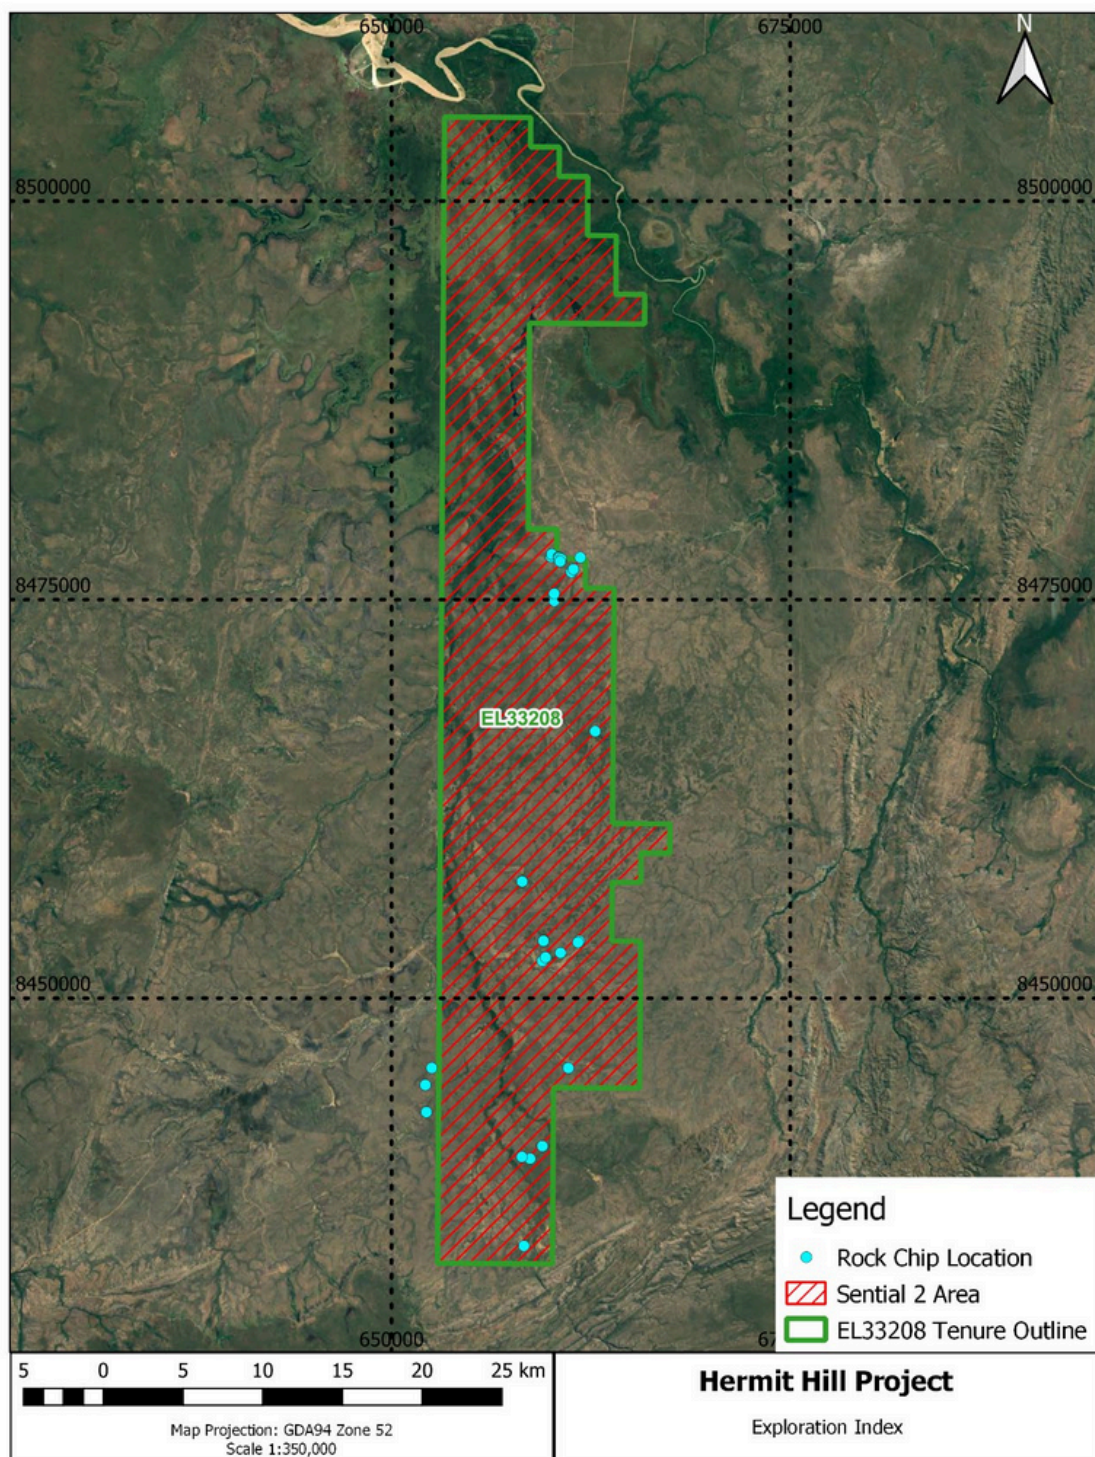 650000 675000
N
8500000 8500000
8475000 8475000
EL33208
8450000 8450000
650000 67
Legend
Rock Chip Location
Sential 2 Area
EL33208 Tenure Outline
5 0 5 10 15 20 25 km
Map Projection: GDA94 Zone 52
Scale 1:350,000
Hermit Hill Project
Exploration Index